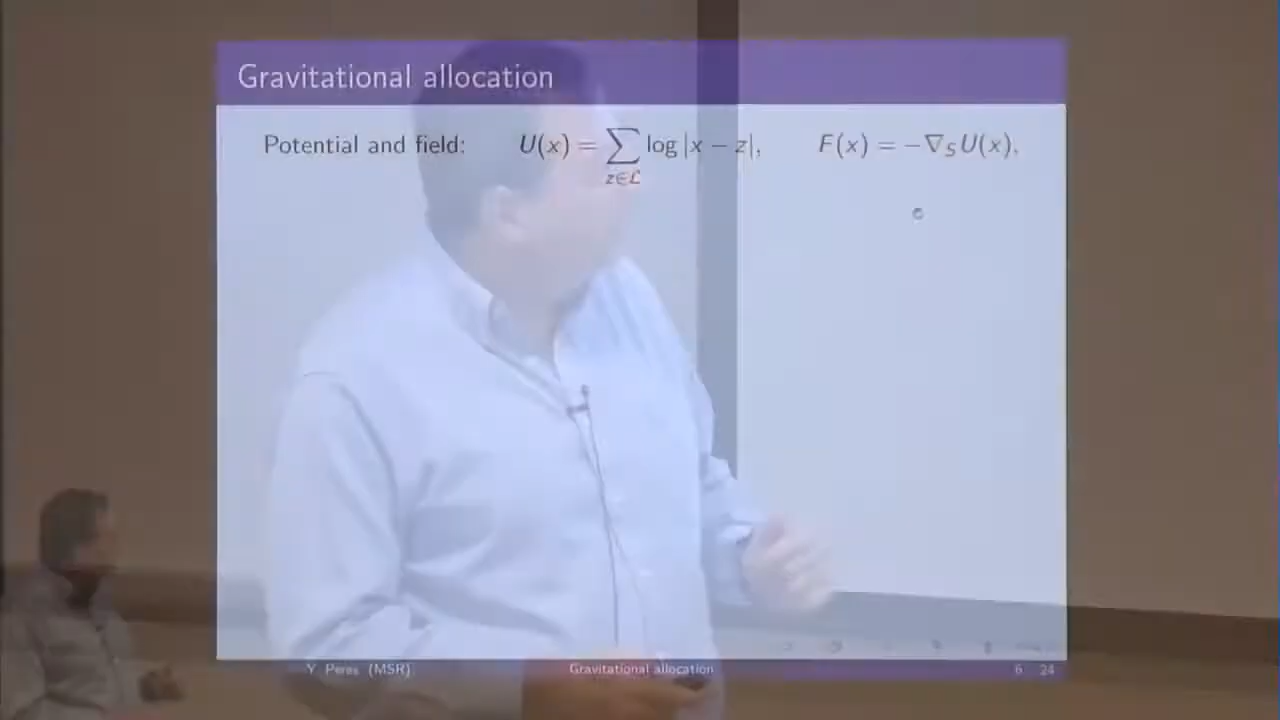 Gravitational allocation
Potential and field: U(x) = ∑ log |x − z|, F(x) = −∇_S U(x).
z∈ℒ
Y. Peres (MSR) Gravitational allocation 6 24